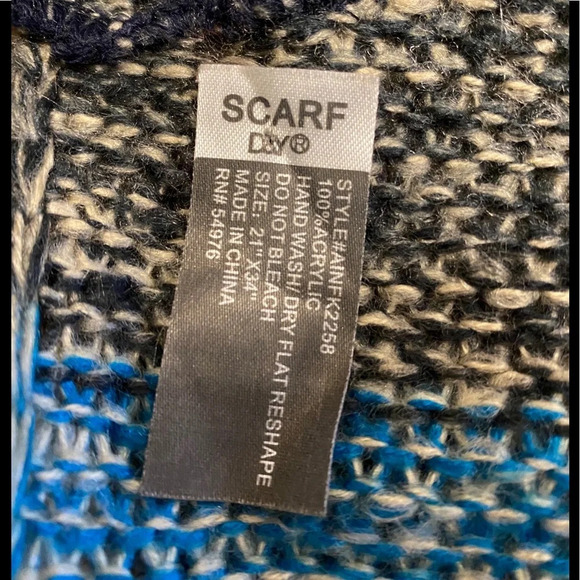 SCARF
DIY®
STYLE#AINFK2258
100%ACRYLIC
HAND WASH/ DRY FLAT RESHAPE
DO NOT BLEACH
SIZE: 21" X34"
MADE IN CHINA
RN# 54976